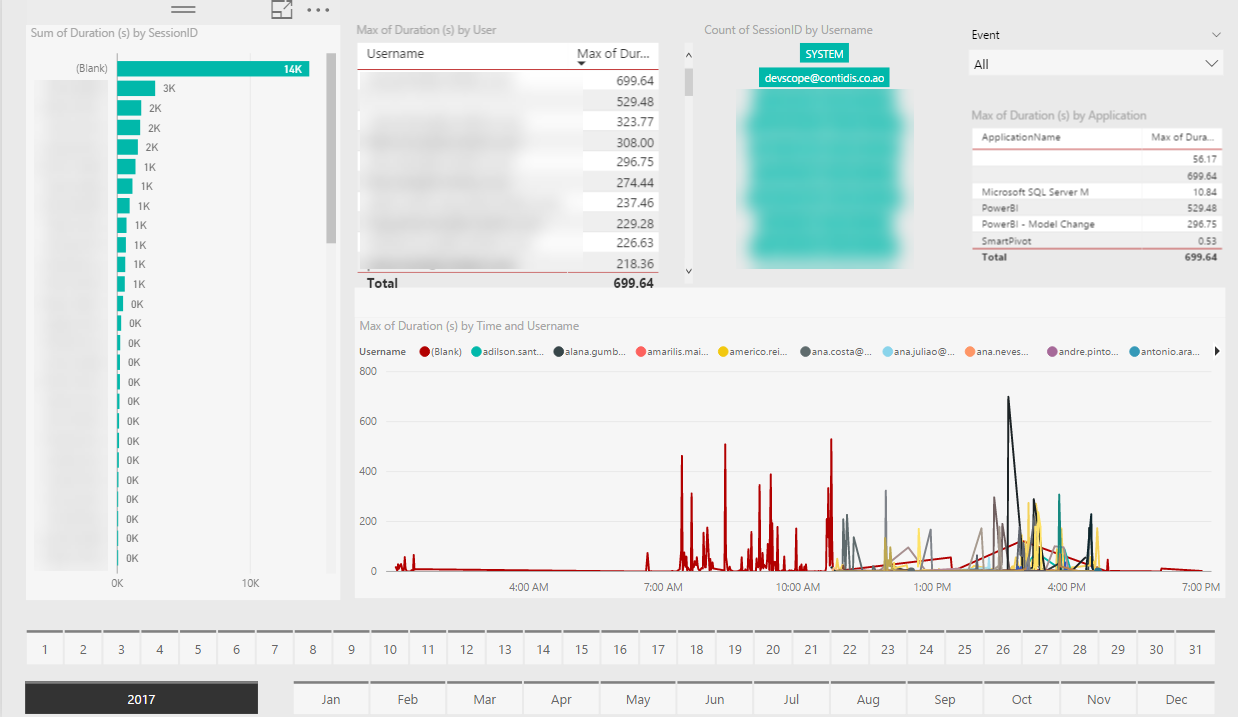 Sum of Duration (s) by SessionID
(Blank)
14K
3K
2K
2K
2K
1K
1K
1K
1K
1K
1K
1K
0K
0K
0K
0K
0K
0K
0K
0K
0K
0K
0K
0K
0K
0K
0K 10K
Max of Duration (s) by User
Username Max of Dur...
699.64
529.48
323.77
308.00
296.75
274.44
237.46
229.28
226.63
218.36
Total 699.64
Count of SessionID by Username
SYSTEM
devscope@contidis.co.ao
Event
All
Max of Duration (s) by Application
ApplicationName Max of Dura...
56.17
699.64
Microsoft SQL Server M 10.84
PowerBI 529.48
PowerBI - Model Change 296.75
SmartPivot 0.53
Total 699.64
Max of Duration (s) by Time and Username
Username (Blank) adilson.sant... alana.gumb... amarilis.mai... americo.rei... ana.costa@... ana.juliao@... ana.neves... andre.pinto... antonio.ara...
800
600
400
200
0
4:00 AM 7:00 AM 10:00 AM 1:00 PM 4:00 PM 7:00 PM
1 2 3 4 5 6 7 8 9 10 11 12 13 14 15 16 17 18 19 20 21 22 23 24 25 26 27 28 29 30 31
2017 Jan Feb Mar Apr May Jun Jul Aug Sep Oct Nov Dec